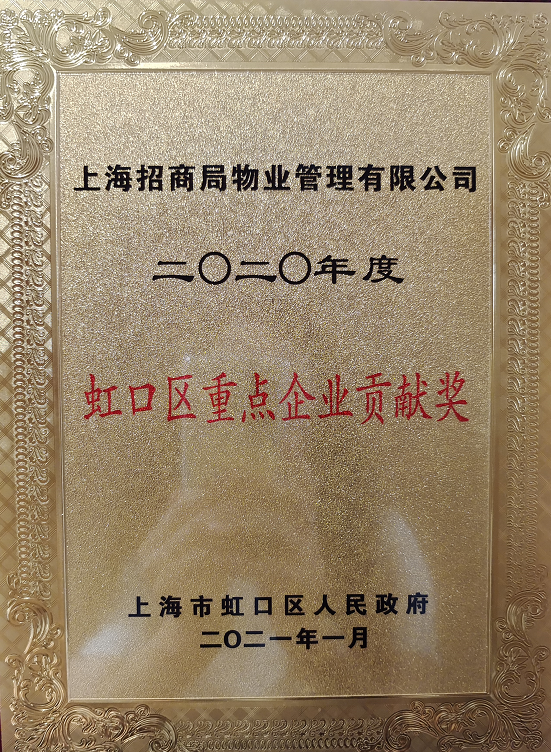 上海招商局物业管理有限公司
二〇二〇年度
虹口区重点企业贡献奖
上海市虹口区人民政府
二〇二一年一月